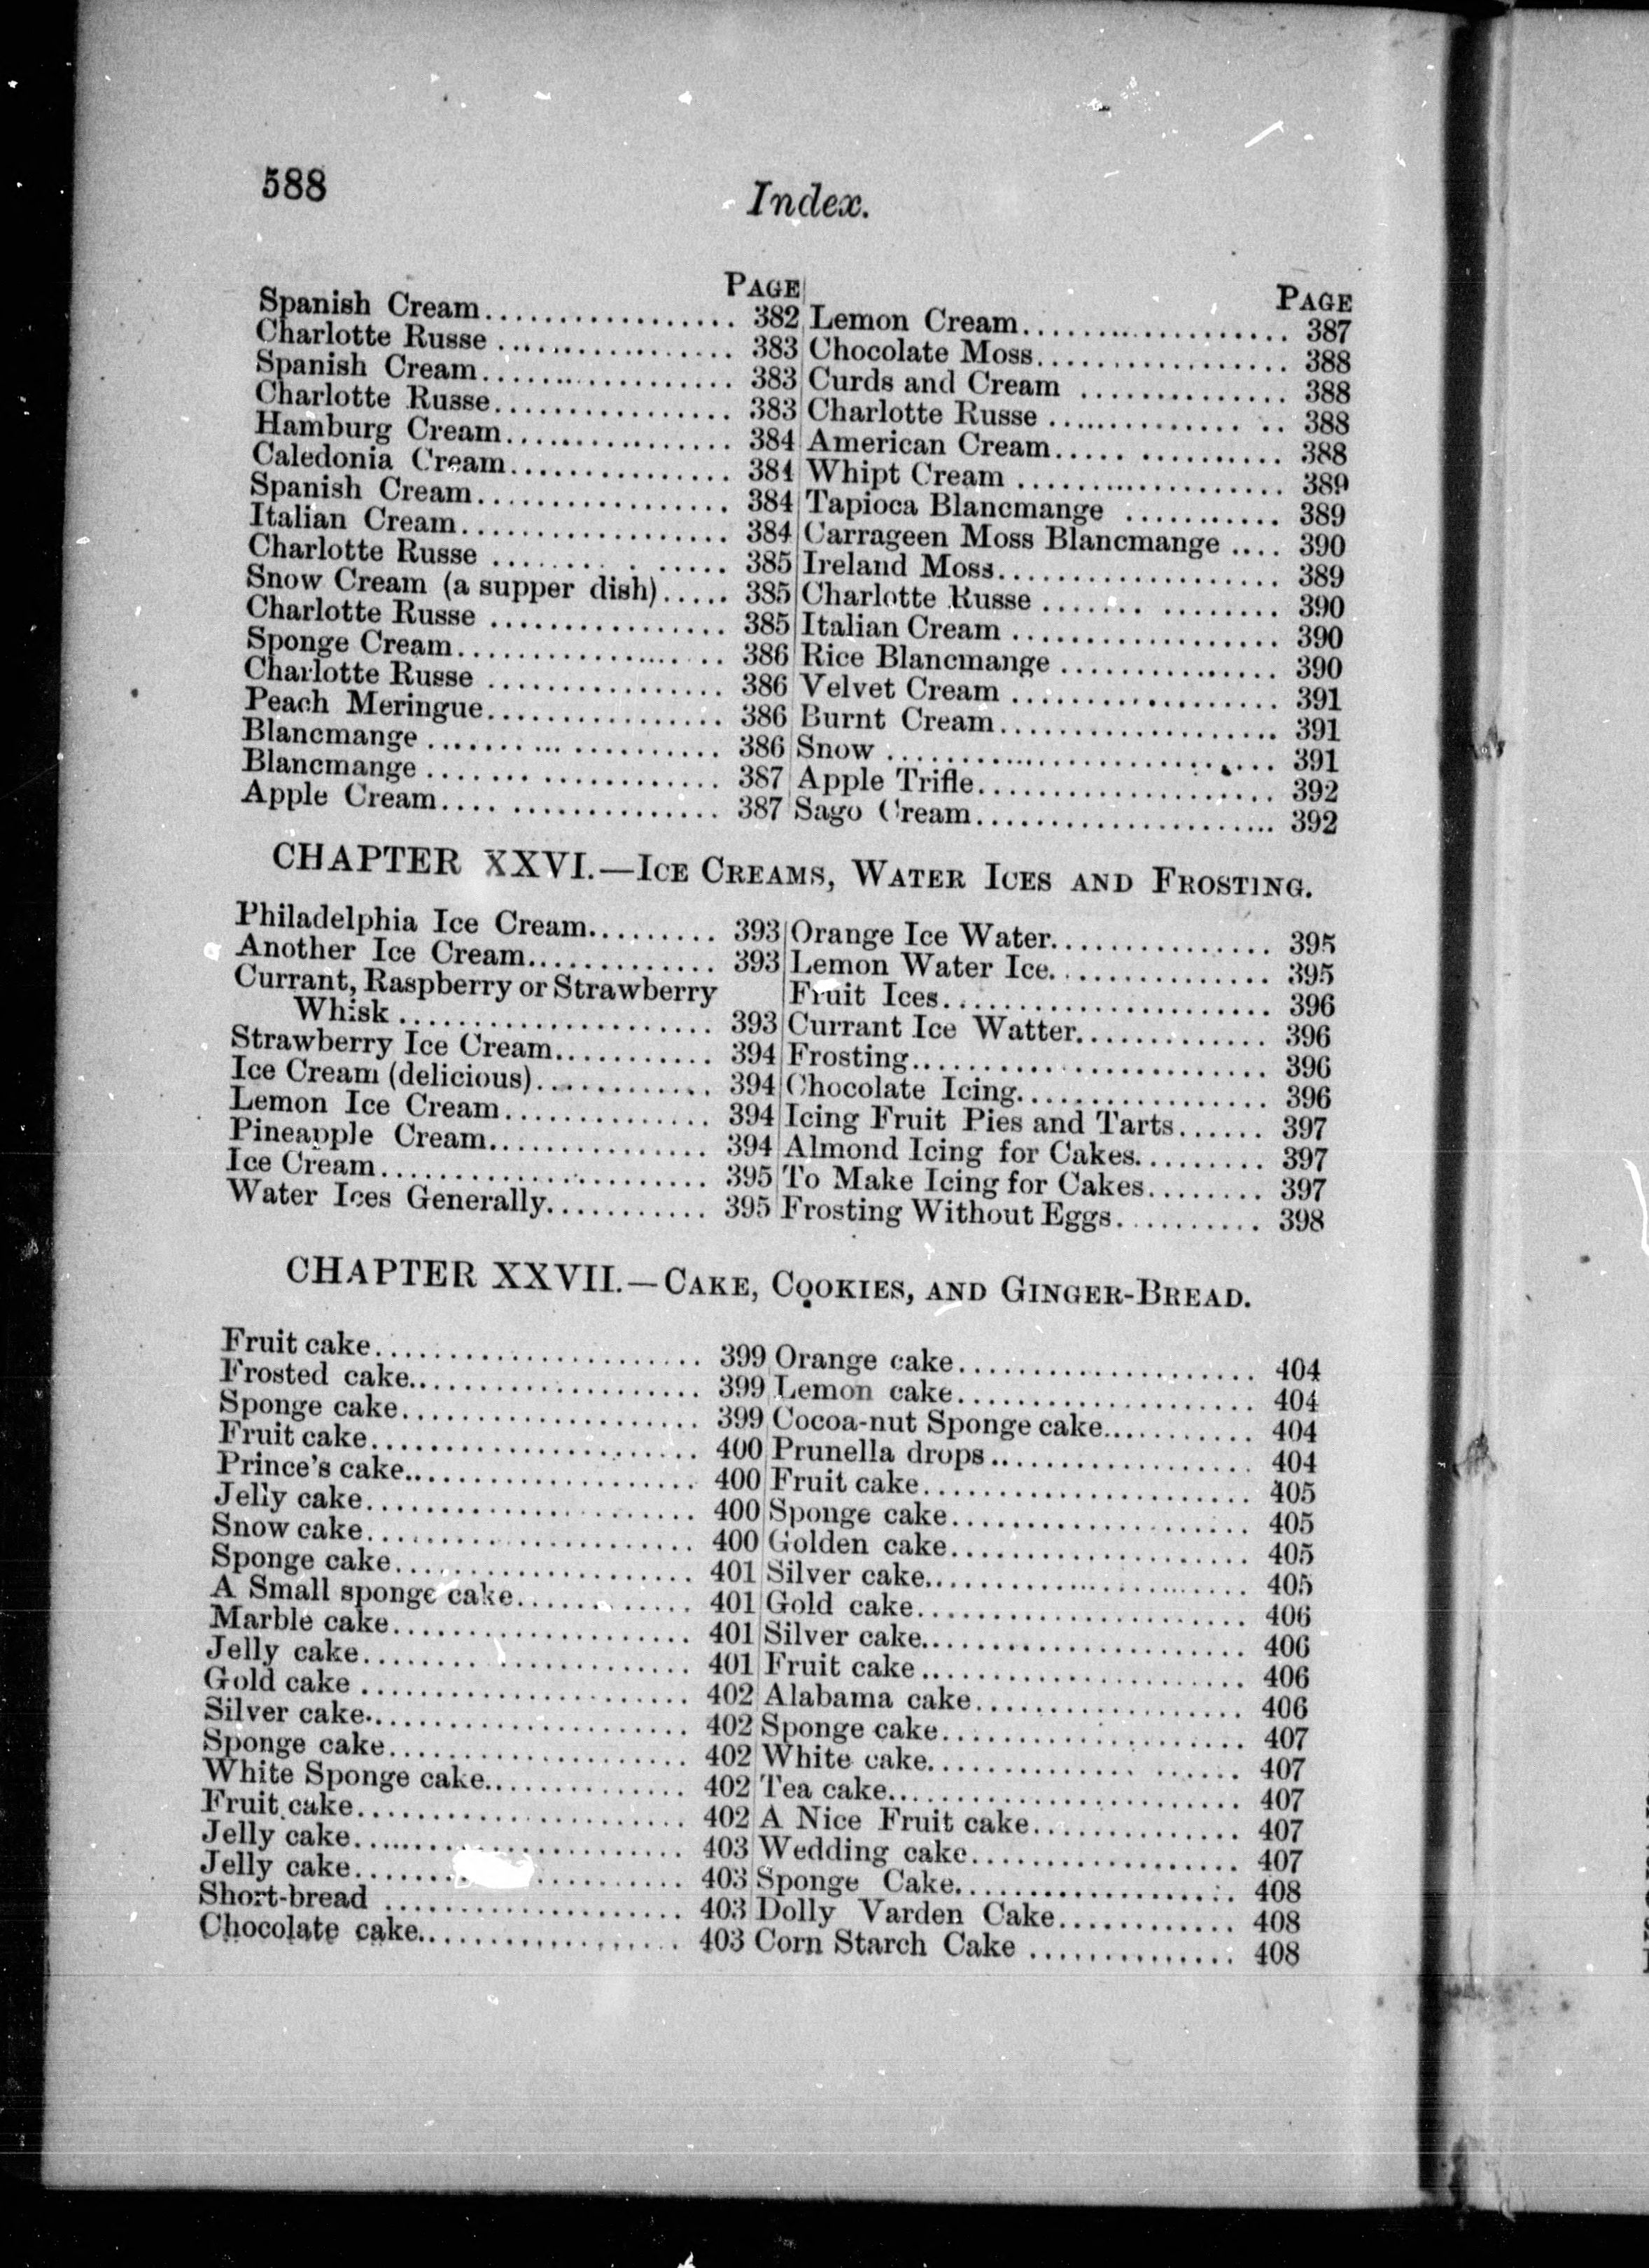 588
Index.
PAGE
Spanish Cream................. 382
Charlotte Russe ................ 383
Spanish Cream................. 383
Charlotte Russe................ 383
Hamburg Cream............... 384
Caledonia Cream............... 384
Spanish Cream................. 384
Italian Cream.................. 384
Charlotte Russe ................ 385
Snow Cream (a supper dish)..... 385
Charlotte Russe ................ 385
Sponge Cream.................. 386
Charlotte Russe ................ 386
Peach Meringue................ 386
Blancmange .................... 386
Blancmange .................... 387
Apple Cream.... .............. 387
PAGE
Lemon Cream.................. 387
Chocolate Moss................. 388
Curds and Cream .............. 388
Charlotte Russe ............... 388
American Cream..... .......... 388
Whipt Cream .................. 389
Tapioca Blancmange ........... 389
Carrageen Moss Blancmange .... 390
Ireland Moss................... 389
Charlotte Russe ....... ........ 390
Italian Cream .................. 390
Rice Blancmange ............... 390
Velvet Cream .................. 391
Burnt Cream................... 391
Snow .......................... 391
Apple Trifle.................... 392
Sago Cream.................... 392
CHAPTER XXVI.—ICE CREAMS, WATER ICES AND FROSTING.
Philadelphia Ice Cream......... 393
Another Ice Cream............. 393
Currant, Raspberry or Strawberry
Whisk ..................... 393
Strawberry Ice Cream........... 394
Ice Cream (delicious)............ 394
Lemon Ice Cream.............. 394
Pineapple Cream............... 394
Ice Cream...................... 395
Water Ices Generally........... 395
Orange Ice Water............... 395
Lemon Water Ice............... 395
Fruit Ices...................... 396
Currant Ice Watter............. 396
Frosting........................ 396
Chocolate Icing................. 396
Icing Fruit Pies and Tarts...... 397
Almond Icing for Cakes......... 397
To Make Icing for Cakes........ 397
Frosting Without Eggs.......... 398
CHAPTER XXVII.—CAKE, COOKIES, AND GINGER-BREAD.
Fruit cake...................... 399
Frosted cake.................... 399
Sponge cake.................... 399
Fruit cake...................... 400
Prince's cake.................... 400
Jelly cake...................... 400
Snow cake...................... 400
Sponge cake.................... 401
A Small sponge cake............ 401
Marble cake.................... 401
Jelly cake...................... 401
Gold cake ...................... 402
Silver cake...................... 402
Sponge cake.................... 402
White Sponge cake.............. 402
Fruit cake...................... 402
Jelly cake...................... 403
Jelly cake...................... 403
Short-bread .................... 403
Chocolate cake.................. 403
Orange cake.................... 404
Lemon cake.................... 404
Cocoa-nut Sponge cake.......... 404
Prunella drops.................. 404
Fruit cake...................... 405
Sponge cake.................... 405
Golden cake.................... 405
Silver cake...................... 405
Gold cake...................... 406
Silver cake...................... 406
Fruit cake...................... 406
Alabama cake.................. 406
Sponge cake.................... 407
White cake..................... 407
Tea cake........................ 407
A Nice Fruit cake.............. 407
Wedding cake.................. 407
Sponge Cake................... 408
Dolly Varden Cake............ 408
Corn Starch Cake .............. 408